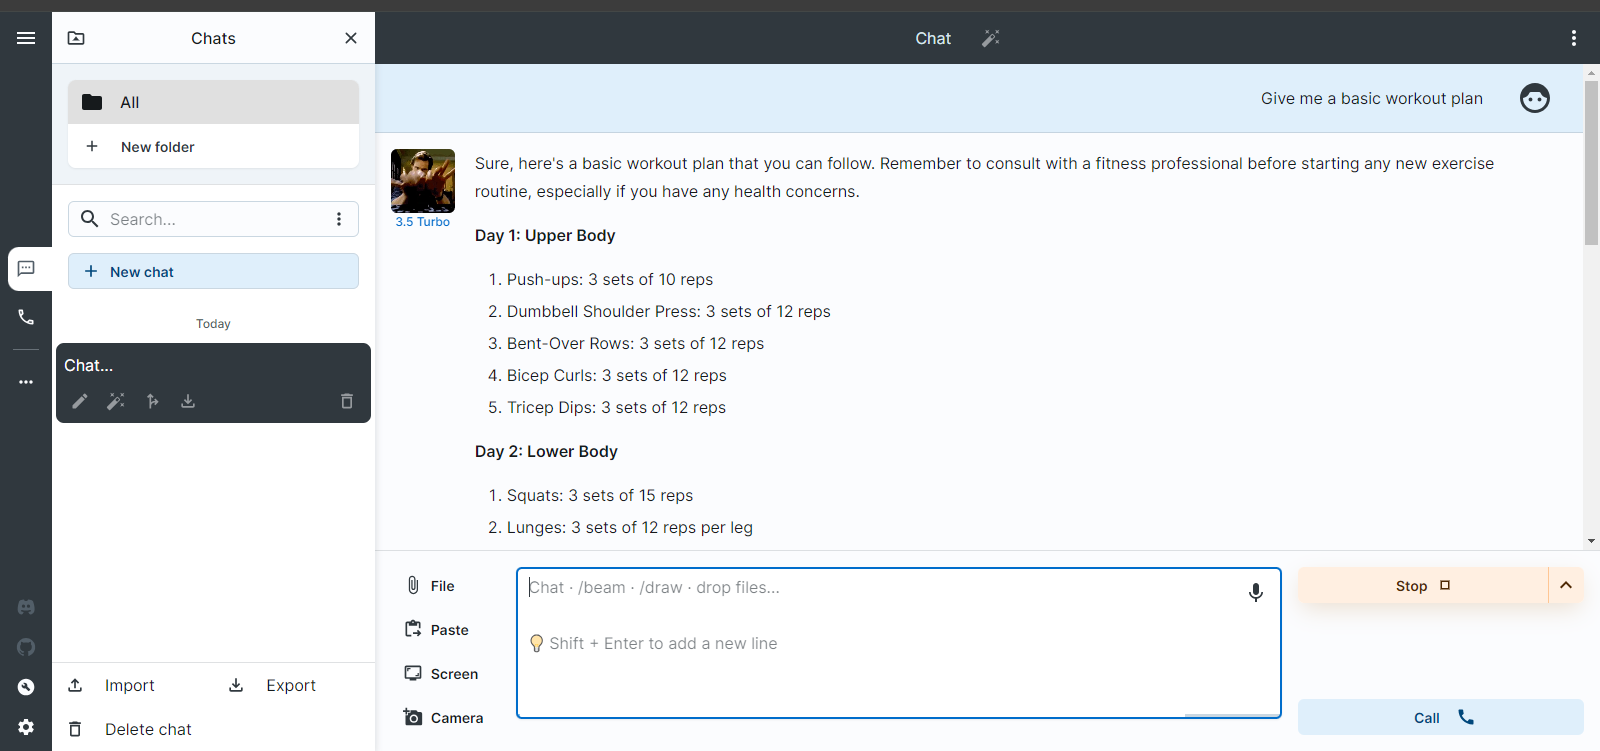 Chats
All
New folder
Search...
New chat
Today
Chat...
Import
Export
Delete chat
Chat
Give me a basic workout plan
3.5 Turbo
Sure, here's a basic workout plan that you can follow. Remember to consult with a fitness professional before starting any new exercise
routine, especially if you have any health concerns.
Day 1: Upper Body
1. Push-ups: 3 sets of 10 reps
2. Dumbbell Shoulder Press: 3 sets of 12 reps
3. Bent-Over Rows: 3 sets of 12 reps
4. Bicep Curls: 3 sets of 12 reps
5. Tricep Dips: 3 sets of 12 reps
Day 2: Lower Body
1. Squats: 3 sets of 15 reps
2. Lunges: 3 sets of 12 reps per leg
File
Paste
Screen
Camera
Chat · /beam · /draw · drop files...
Shift + Enter to add a new line
Stop
Call